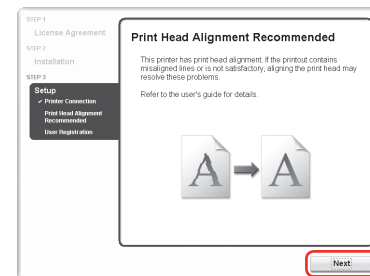 STEP 1
License Agreement
STEP 2
Installation
STEP 3
Setup
✓ Printer Connection
Print Head Alignment
Recommended
User Registration
Print Head Alignment Recommended
This printer has print head alignment. If the printout contains
misaligned lines or is not satisfactory, aligning the print head may
resolve these problems.
Refer to the user's guide for details.
A A
Next